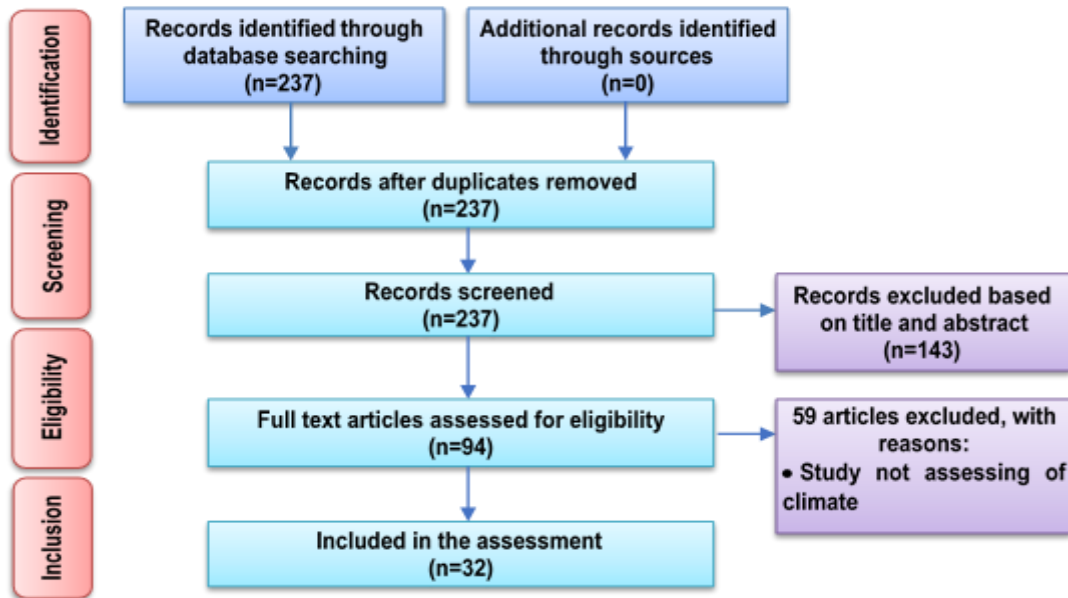 Identification
Records identified through
database searching
(n=237)
Additional records identified
through sources
(n=0)
Screening
Records after duplicates removed
(n=237)
Records screened
(n=237)
Records excluded based
on title and abstract
(n=143)
Eligibility
Full text articles assessed for eligibility
(n=94)
59 articles excluded, with
reasons:
• Study not assessing of
climate
Inclusion
Included in the assessment
(n=32)